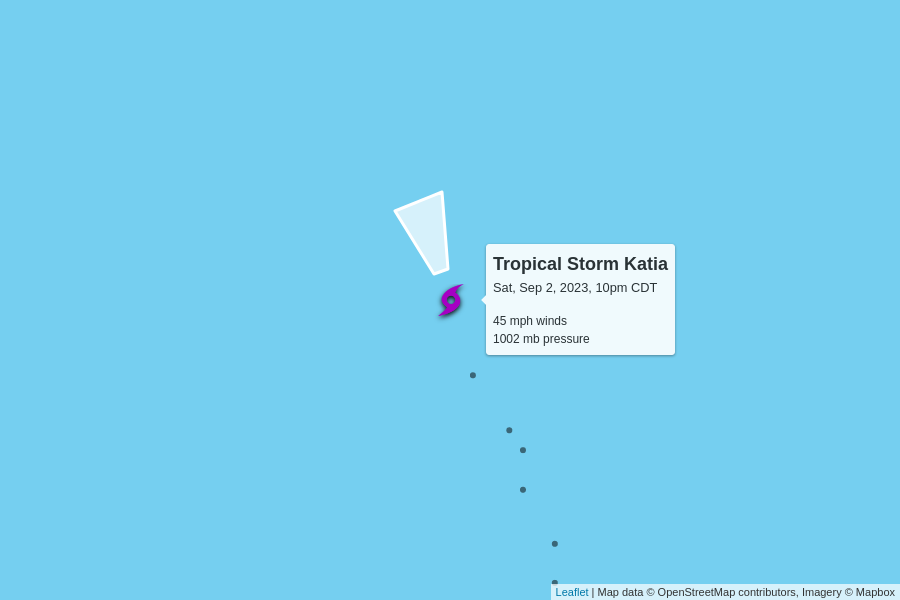 Tropical Storm Katia
Sat, Sep 2, 2023, 10pm CDT
45 mph winds
1002 mb pressure
Leaflet | Map data © OpenStreetMap contributors, Imagery © Mapbox